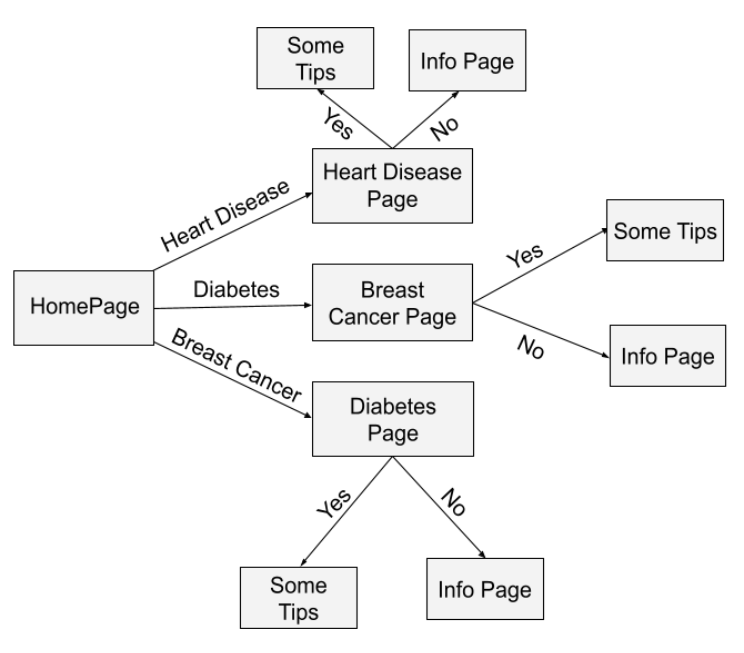 Some
Tips
Info Page
Yes
No
Heart Disease
Page
Heart Disease
Some Tips
Yes
Diabetes
Breast
Cancer Page
HomePage
No
Info Page
Breast Cancer
Diabetes
Page
Yes
No
Some
Tips
Info Page